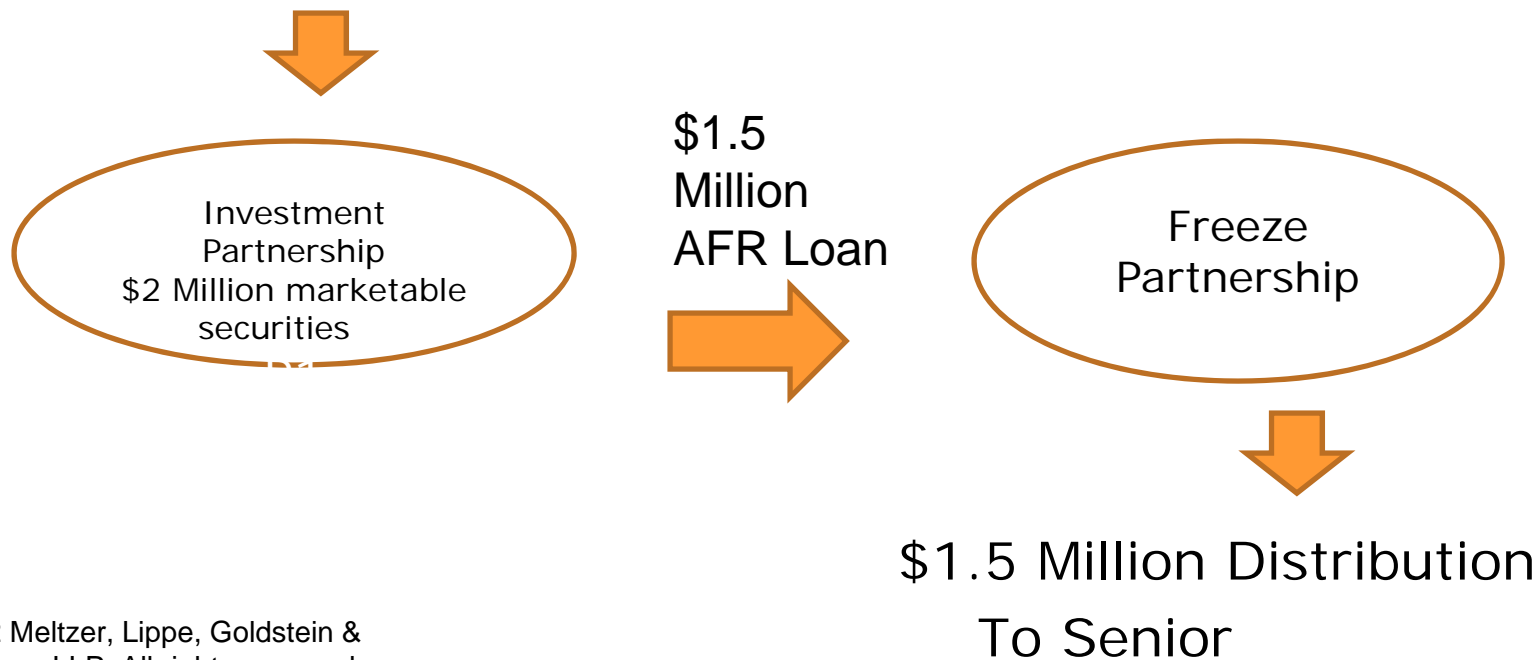 Investment
Partnership
$2 Million marketable
securities
$1.5
Million
AFR Loan
Freeze
Partnership
$1.5 Million Distribution
To Senior
Meltzer, Lippe, Goldstein &